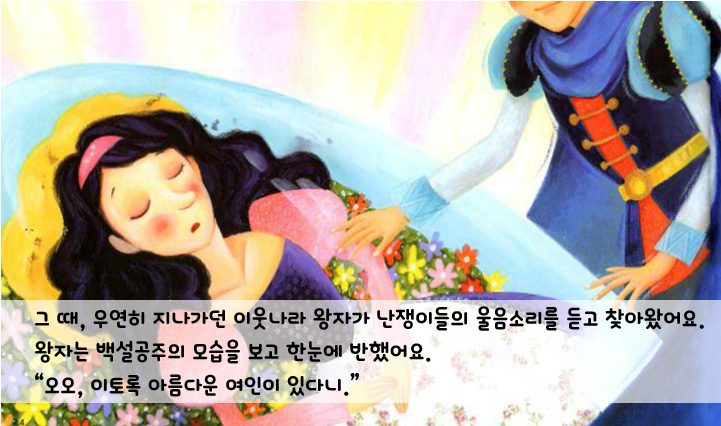 그 때, 우연히 지나가던 이웃나라 왕자가 난쟁이들의 울음소리를 듣고 찾아왔어요.
왕자는 백설공주의 모습을 보고 한눈에 반했어요.
“오오, 이토록 아름다운 여인이 있다니.”